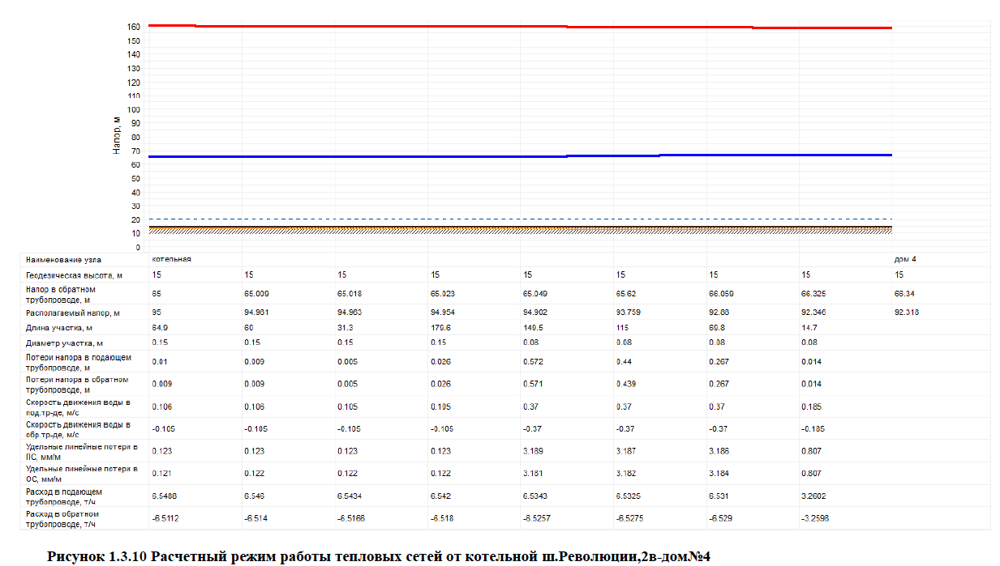 160
150
140
130
120
110
100
90
80
70
60
50
40
30
20
10
0
Напор, м
Наименование узла котельная дом 4
Геодезическая высота, м 15 15 15 15 15 15 15 15 15
Напор в обратном
трубопроводе, м 65 65.009 65.018 65.023 65.049 65.62 66.059 66.325 66.34
Располагаемый напор, м 95 94.981 94.963 94.954 94.902 93.759 92.88 92.346 92.318
Длина участка, м 64.9 60 31.3 179.6 149.5 115 69.8 14.7
Диаметр участка, м 0.15 0.15 0.15 0.15 0.08 0.08 0.08 0.08
Потери напора в подающем
трубопроводе, м 0.01 0.009 0.005 0.026 0.572 0.44 0.267 0.014
Потери напора в обратном
трубопроводе, м 0.009 0.009 0.005 0.026 0.571 0.439 0.267 0.014
Скорость движения воды в
под.тр-де, м/с 0.106 0.106 0.105 0.105 0.37 0.37 0.37 0.185
Скорость движения воды в
обр.тр-де, м/с -0.105 -0.105 -0.105 -0.105 -0.37 -0.37 -0.37 -0.185
Удельные линейные потери в
ПС, мм/м 0.123 0.123 0.123 0.123 3.189 3.187 3.186 0.807
Удельные линейные потери в
ОС, мм/м 0.121 0.122 0.122 0.122 3.181 3.182 3.184 0.807
Расход в подающем
трубопроводе, т/ч 6.5488 6.546 6.5434 6.542 6.5343 6.5325 6.531 3.2602
Расход в обратном
трубопроводе, т/ч -6.5112 -6.514 -6.5166 -6.518 -6.5257 -6.5275 -6.529 -3.2598
Рисунок 1.3.10 Расчетный режим работы тепловых сетей от котельной ш.Революции,2в-дом№4